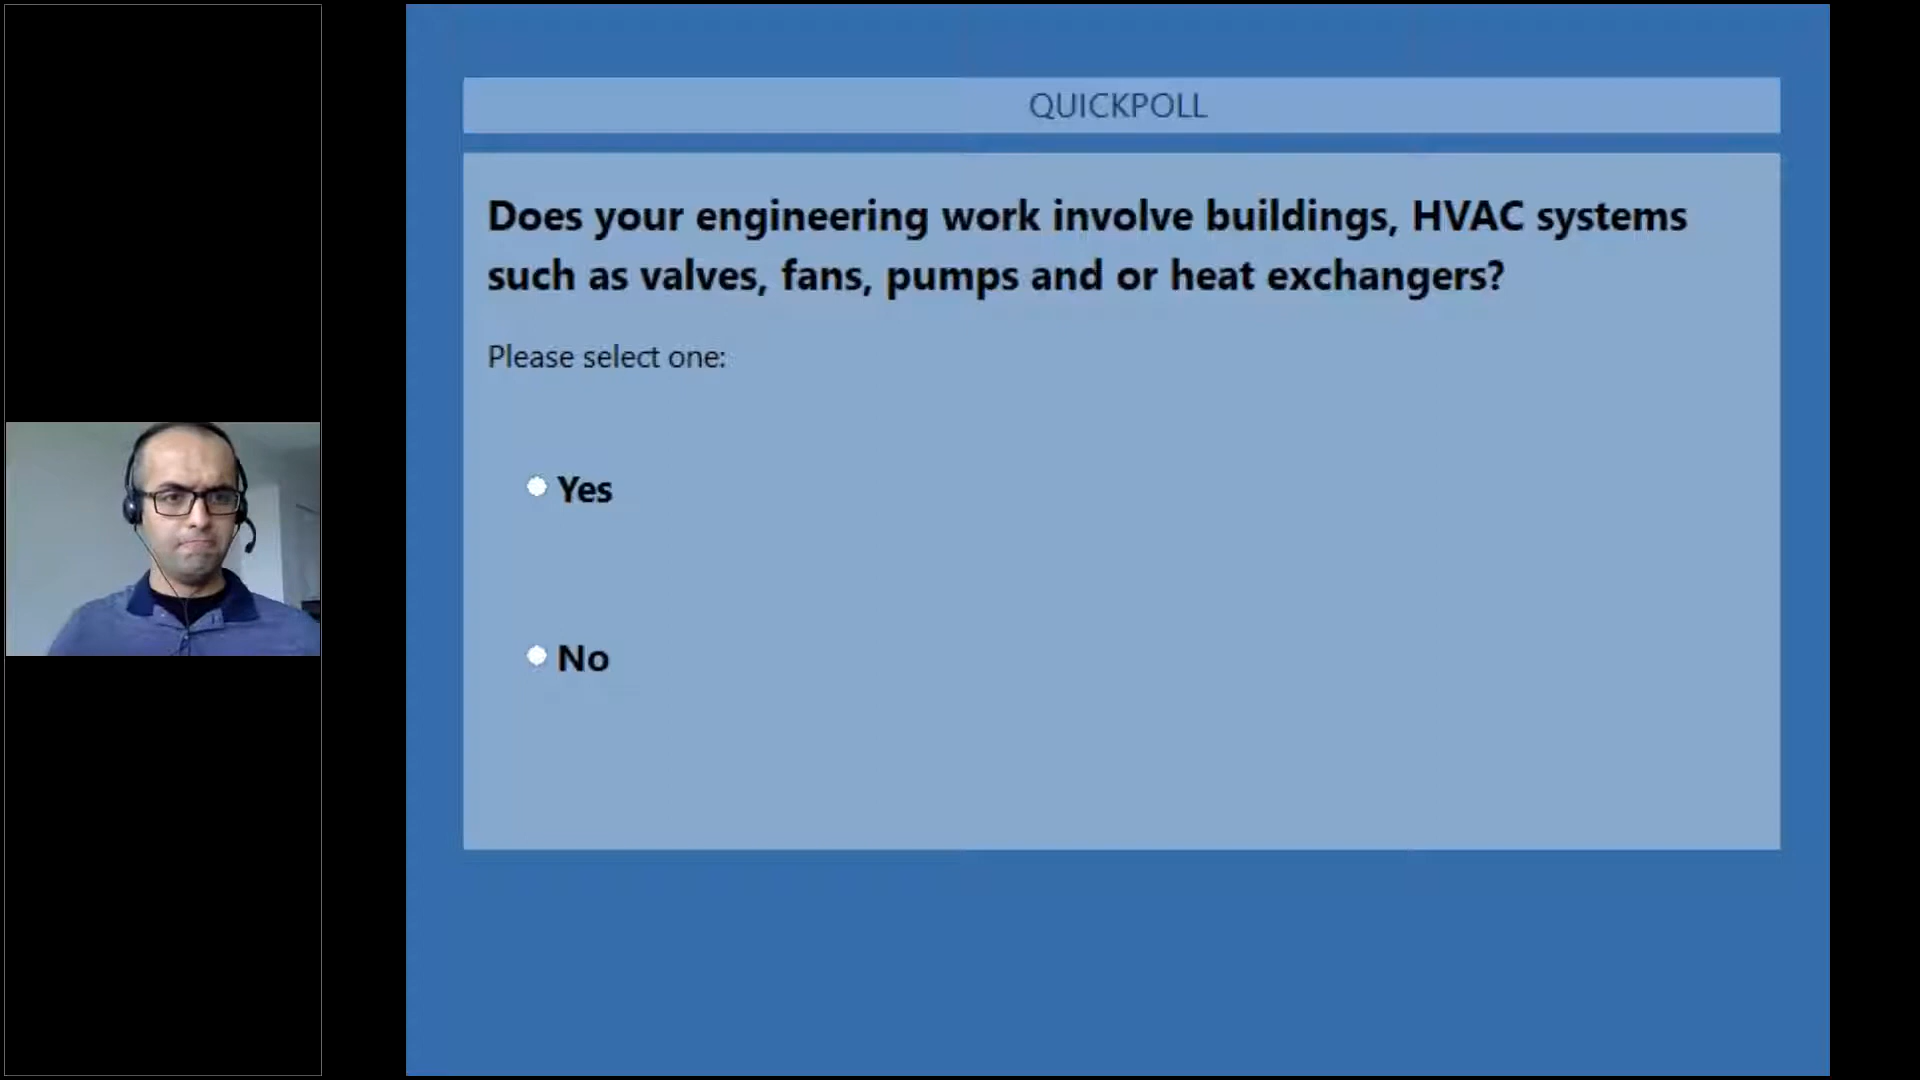 QUICKPOLL
Does your engineering work involve buildings, HVAC systems
such as valves, fans, pumps and or heat exchangers?
Please select one:
Yes
No